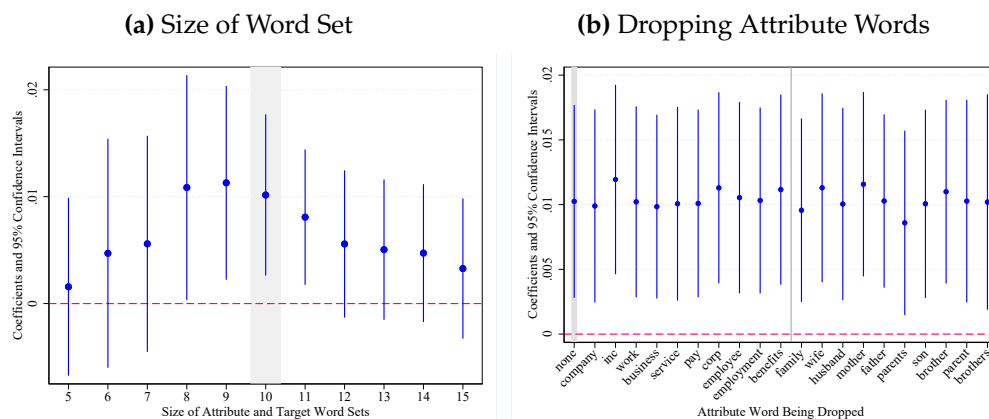 (a) Size of Word Set
(b) Dropping Attribute Words
Coefficients and 95% Confidence Intervals
.02
.01
0
5 6 7 8 9 10 11 12 13 14 15
Size of Attribute and Target Word Sets
Coefficients and 95% Confidence Intervals
.02
.015
.01
.005
0
none
company
inc
work
business
service
pay
corp
employee
employment
benefits
family
wife
husband
mother
father
parents
son
brother
parent
brothers
Attribute Word Being Dropped